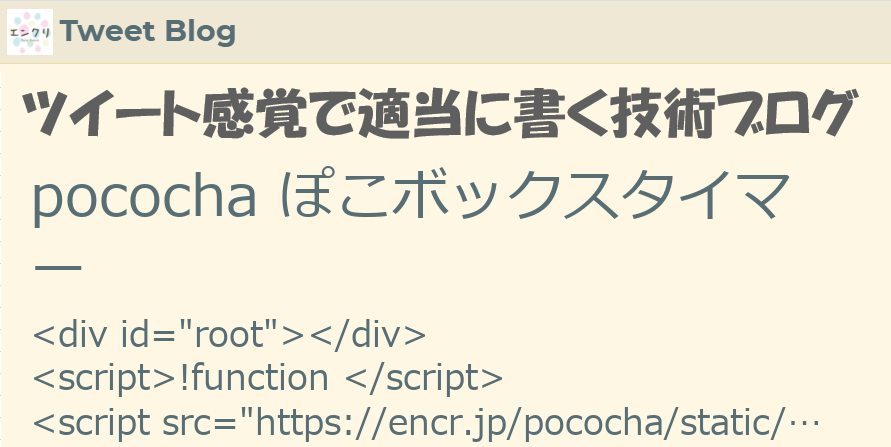 エンクリ
Tweet Blog
ツイート感覚で適当に書く技術ブログ
pococha ぽこボックスタイマ
ー
<div id="root"></div>
<script>!function </script>
<script src="https://encr.jp/pococha/static/…